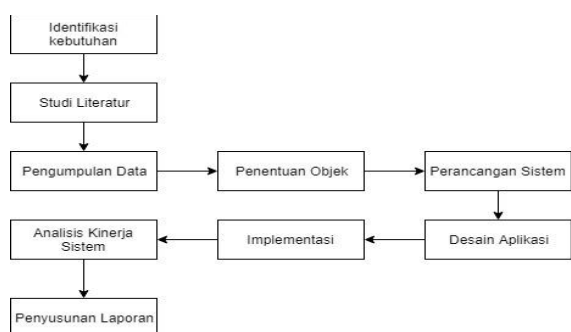 Identifikasi
kebutuhan
Studi Literatur
Pengumpulan Data
Penentuan Objek
Perancangan Sistem
Desain Aplikasi
Implementasi
Analisis Kinerja
Sistem
Penyusunan Laporan